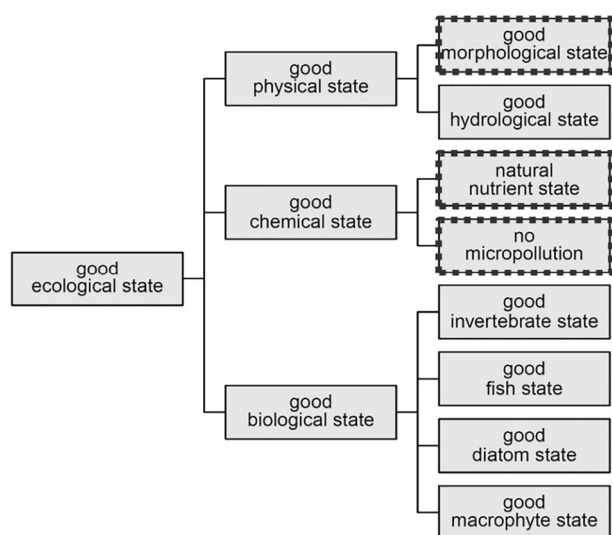 good
morphological state
good
physical state
good
hydrological state
natural
nutrient state
good
chemical state
no
micropollution
good
ecological state
good
invertebrate state
good
fish state
good
biological state
good
diatom state
good
macrophyte state